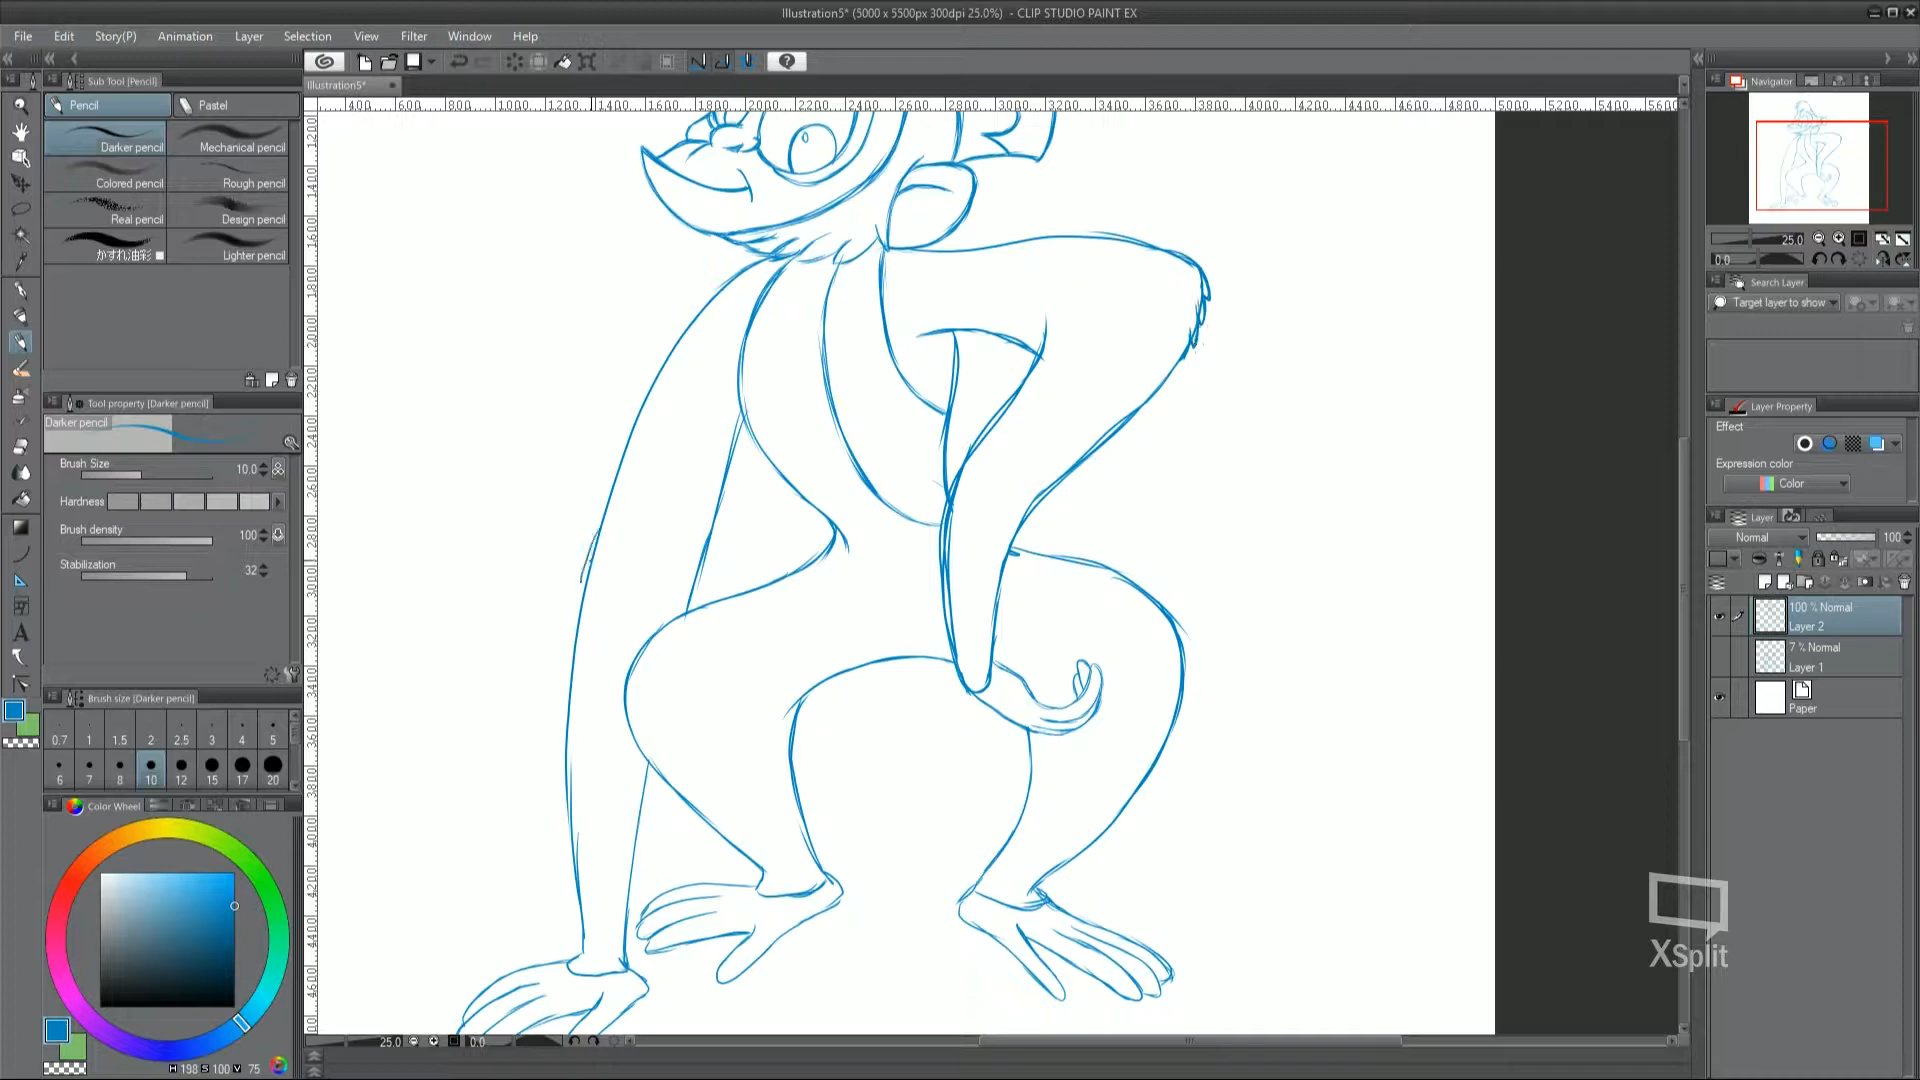 Illustration5* (5000 x 5500px 300dpi 25.0%) - CLIP STUDIO PAINT EX
File Edit Story(P) Animation Layer Selection View Filter Window Help
Sub Tool [Pencil]
Illustration5*
Navigator
Pencil Pastel
Darker pencil Mechanical pencil
Colored pencil Rough pencil
Real pencil Design pencil
かすれ油彩 Lighter pencil
Tool property [Darker pencil]
Darker pencil
Brush Size 10.0
Hardness
Brush density 100
Stabilization 32
Brush size [Darker pencil]
0.7 1 1.5 2 2.5 3 4 5
6 7 8 10 12 15 17 20
Color Wheel
H 198 S 100 V 75
25.0 0.0
25.0
0.0
Search Layer
Target layer to show
Layer Property
Effect
Expression color
Color
Layer
Normal 100
100 % Normal
Layer 2
7 % Normal
Layer 1
Paper
XSplit